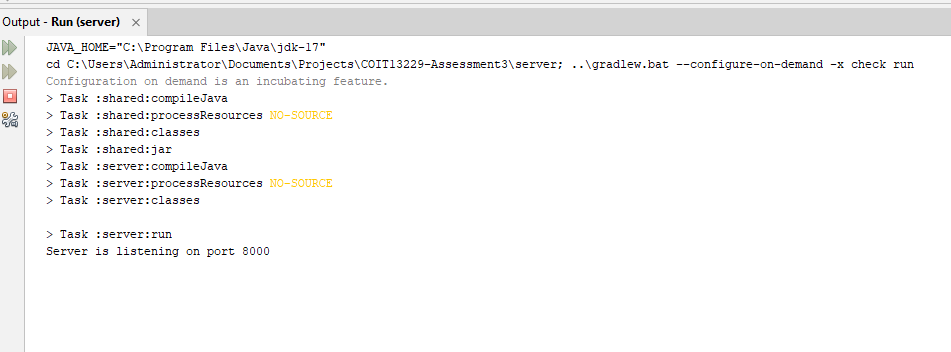 Output - Run (server) ×
JAVA_HOME="C:\Program Files\Java\jdk-17"
cd C:\Users\Administrator\Documents\Projects\COIT13229-Assessment3\server; ..\gradlew.bat --configure-on-demand -x check run
Configuration on demand is an incubating feature.
> Task :shared:compileJava
> Task :shared:processResources NO-SOURCE
> Task :shared:classes
> Task :shared:jar
> Task :server:compileJava
> Task :server:processResources NO-SOURCE
> Task :server:classes
> Task :server:run
Server is listening on port 8000